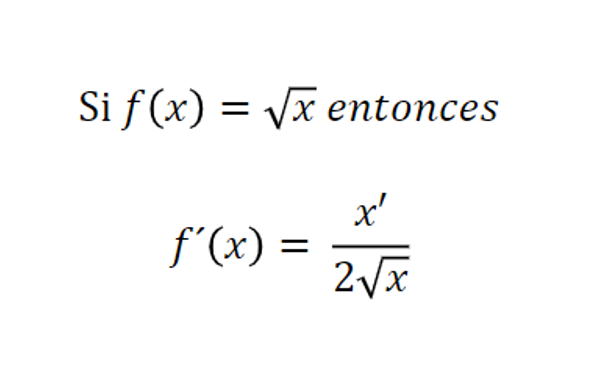 Si f(x) = √x entonces
f´(x) = x′ / 2√x